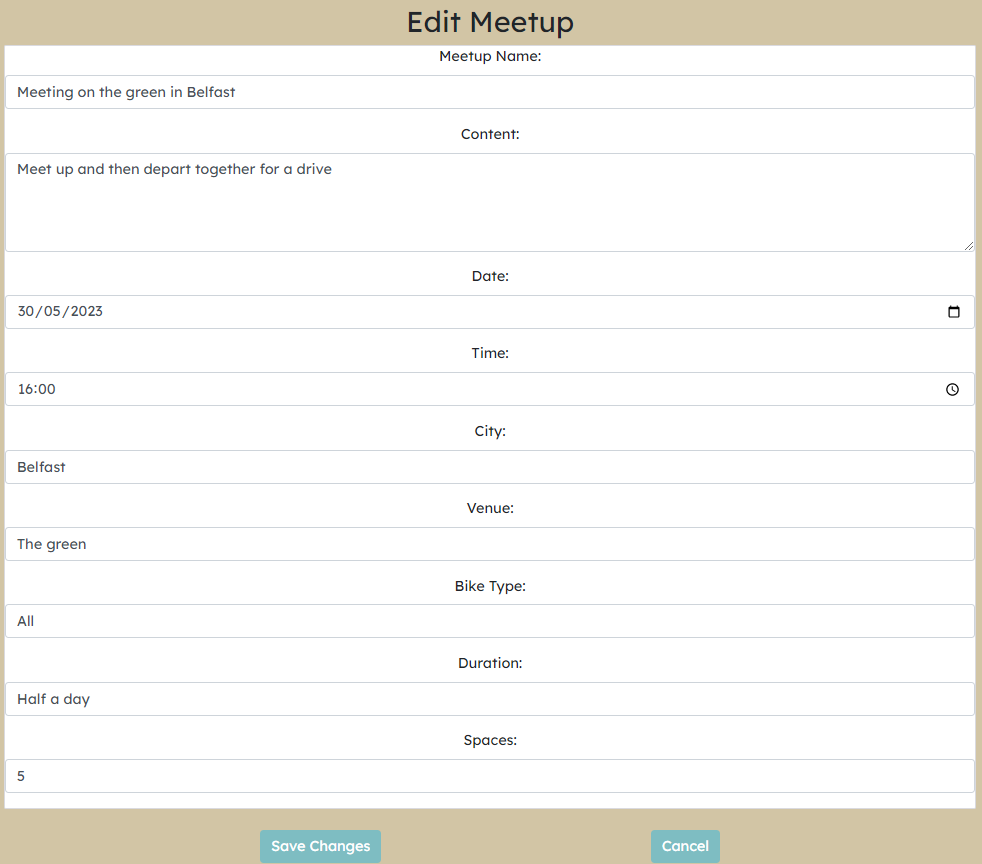 Edit Meetup
Meetup Name:
Meeting on the green in Belfast
Content:
Meet up and then depart together for a drive
Date:
30/05/2023
Time:
16:00
City:
Belfast
Venue:
The green
Bike Type:
All
Duration:
Half a day
Spaces:
5
Save Changes Cancel